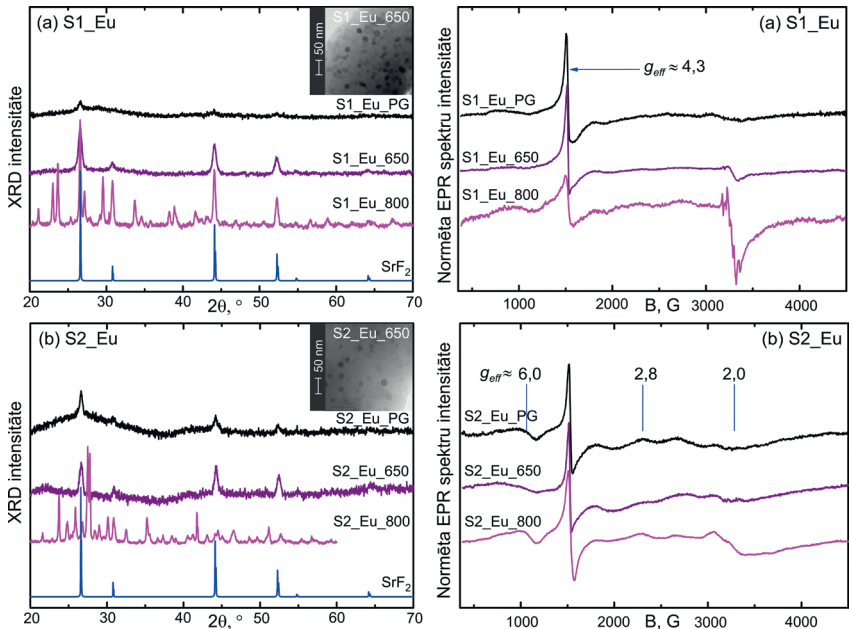 (a) S1_Eu
S1_Eu_650
50 nm
S1_Eu_PG
S1_Eu_650
S1_Eu_800
SrF₂
XRD intensitāte
20 30 40 50 60 70
2θ, °
(a) S1_Eu
g_eff ≈ 4,3
S1_Eu_PG
S1_Eu_650
S1_Eu_800
Normēta EPR spektru intensitāte
1000 2000 3000 4000
B, G
(b) S2_Eu
S2_Eu_650
50 nm
S2_Eu_PG
S2_Eu_650
S2_Eu_800
SrF₂
XRD intensitāte
20 30 40 50 60 70
2θ, °
(b) S2_Eu
g_eff ≈ 6,0 2,8 2,0
S2_Eu_PG
S2_Eu_650
S2_Eu_800
Normēta EPR spektru intensitāte
1000 2000 3000 4000
B, G